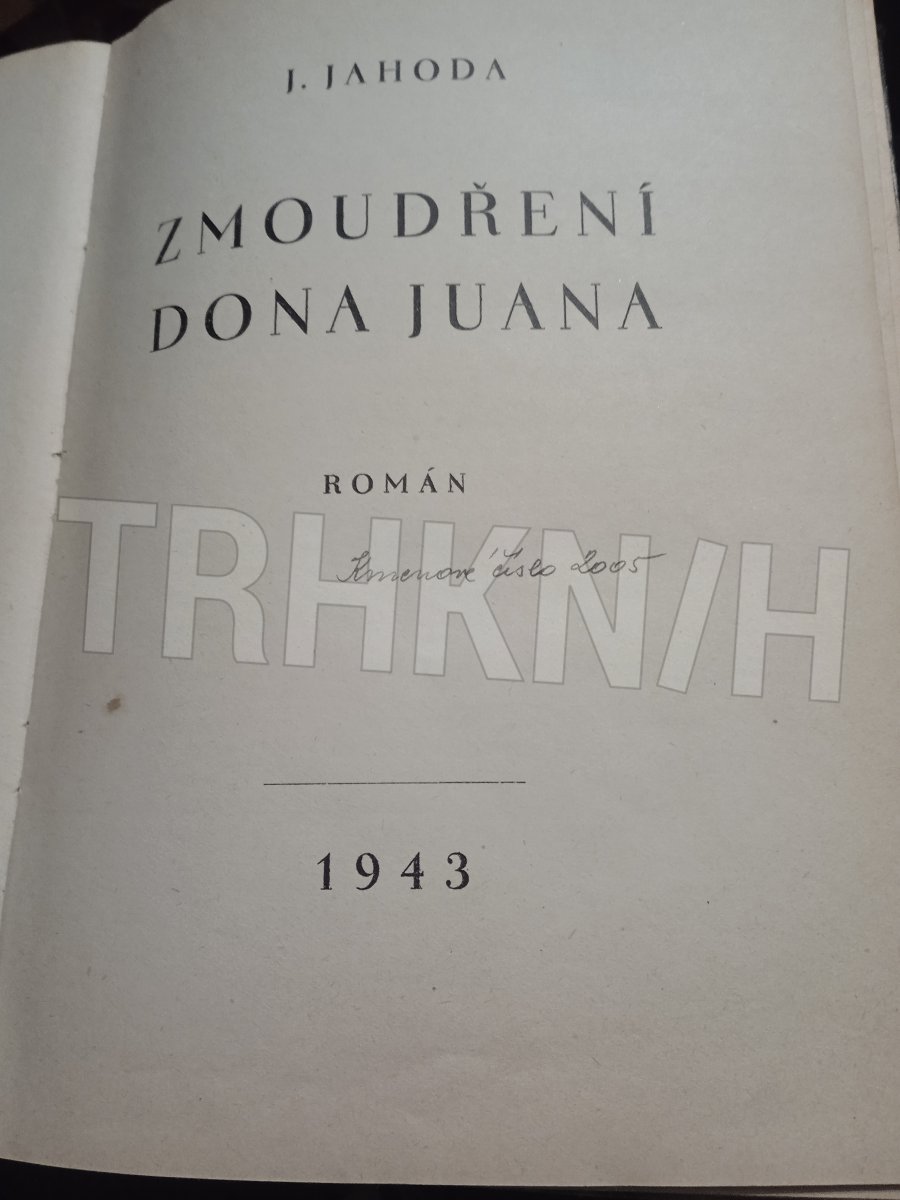 J. JAHODA
ZMOUDŘENÍ
DONA JUANA
ROMÁN
TRHKNIH
Kmenové číslo 2005
1943